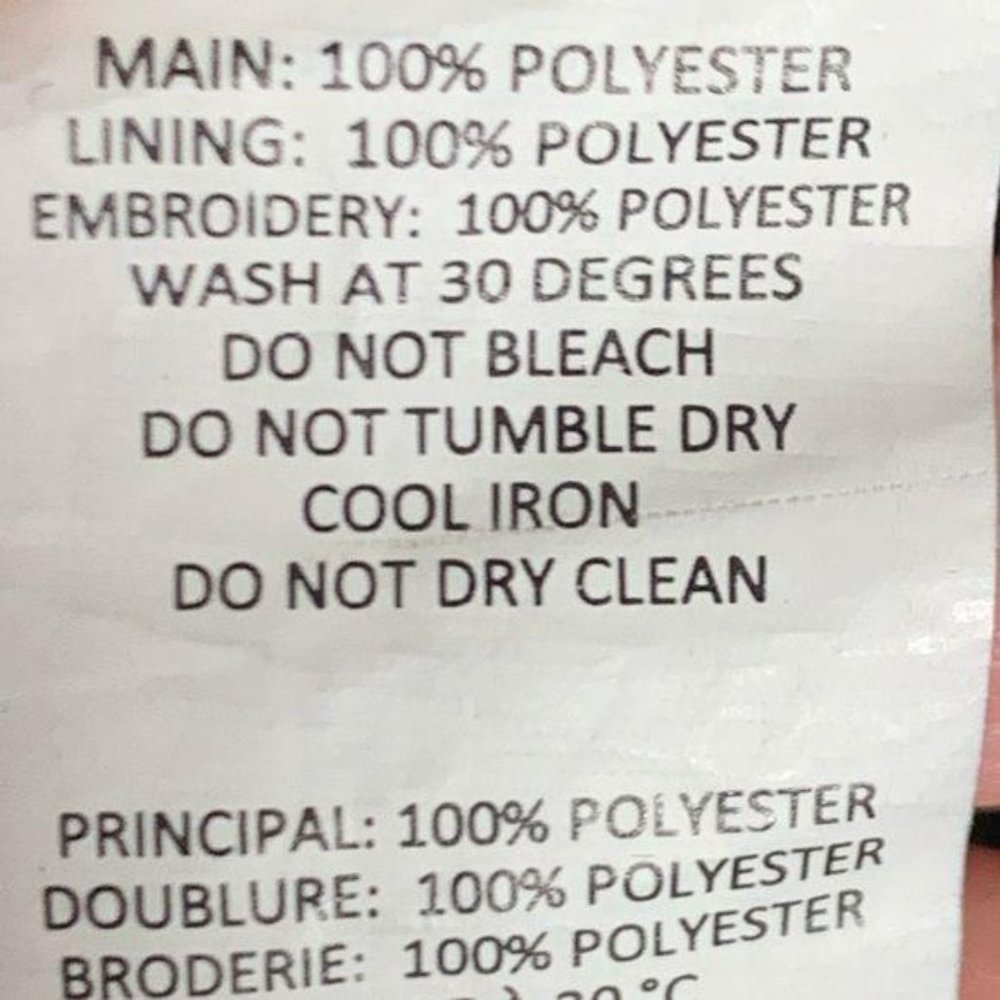 MAIN: 100% POLYESTER
LINING: 100% POLYESTER
EMBROIDERY: 100% POLYESTER
WASH AT 30 DEGREES
DO NOT BLEACH
DO NOT TUMBLE DRY
COOL IRON
DO NOT DRY CLEAN
PRINCIPAL: 100% POLYESTER
DOUBLURE: 100% POLYESTER
BRODERIE: 100% POLYESTER